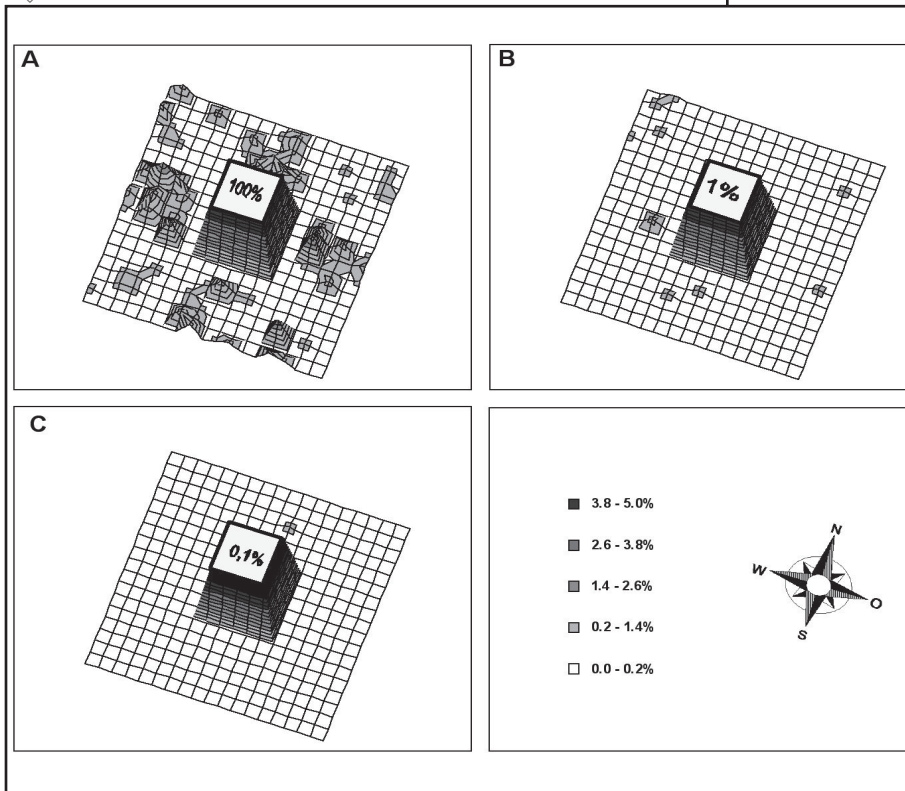 A
100%
B
1%
C
0,1%
3.8 - 5.0%
2.6 - 3.8%
1.4 - 2.6%
0.2 - 1.4%
0.0 - 0.2%
N
W
O
S